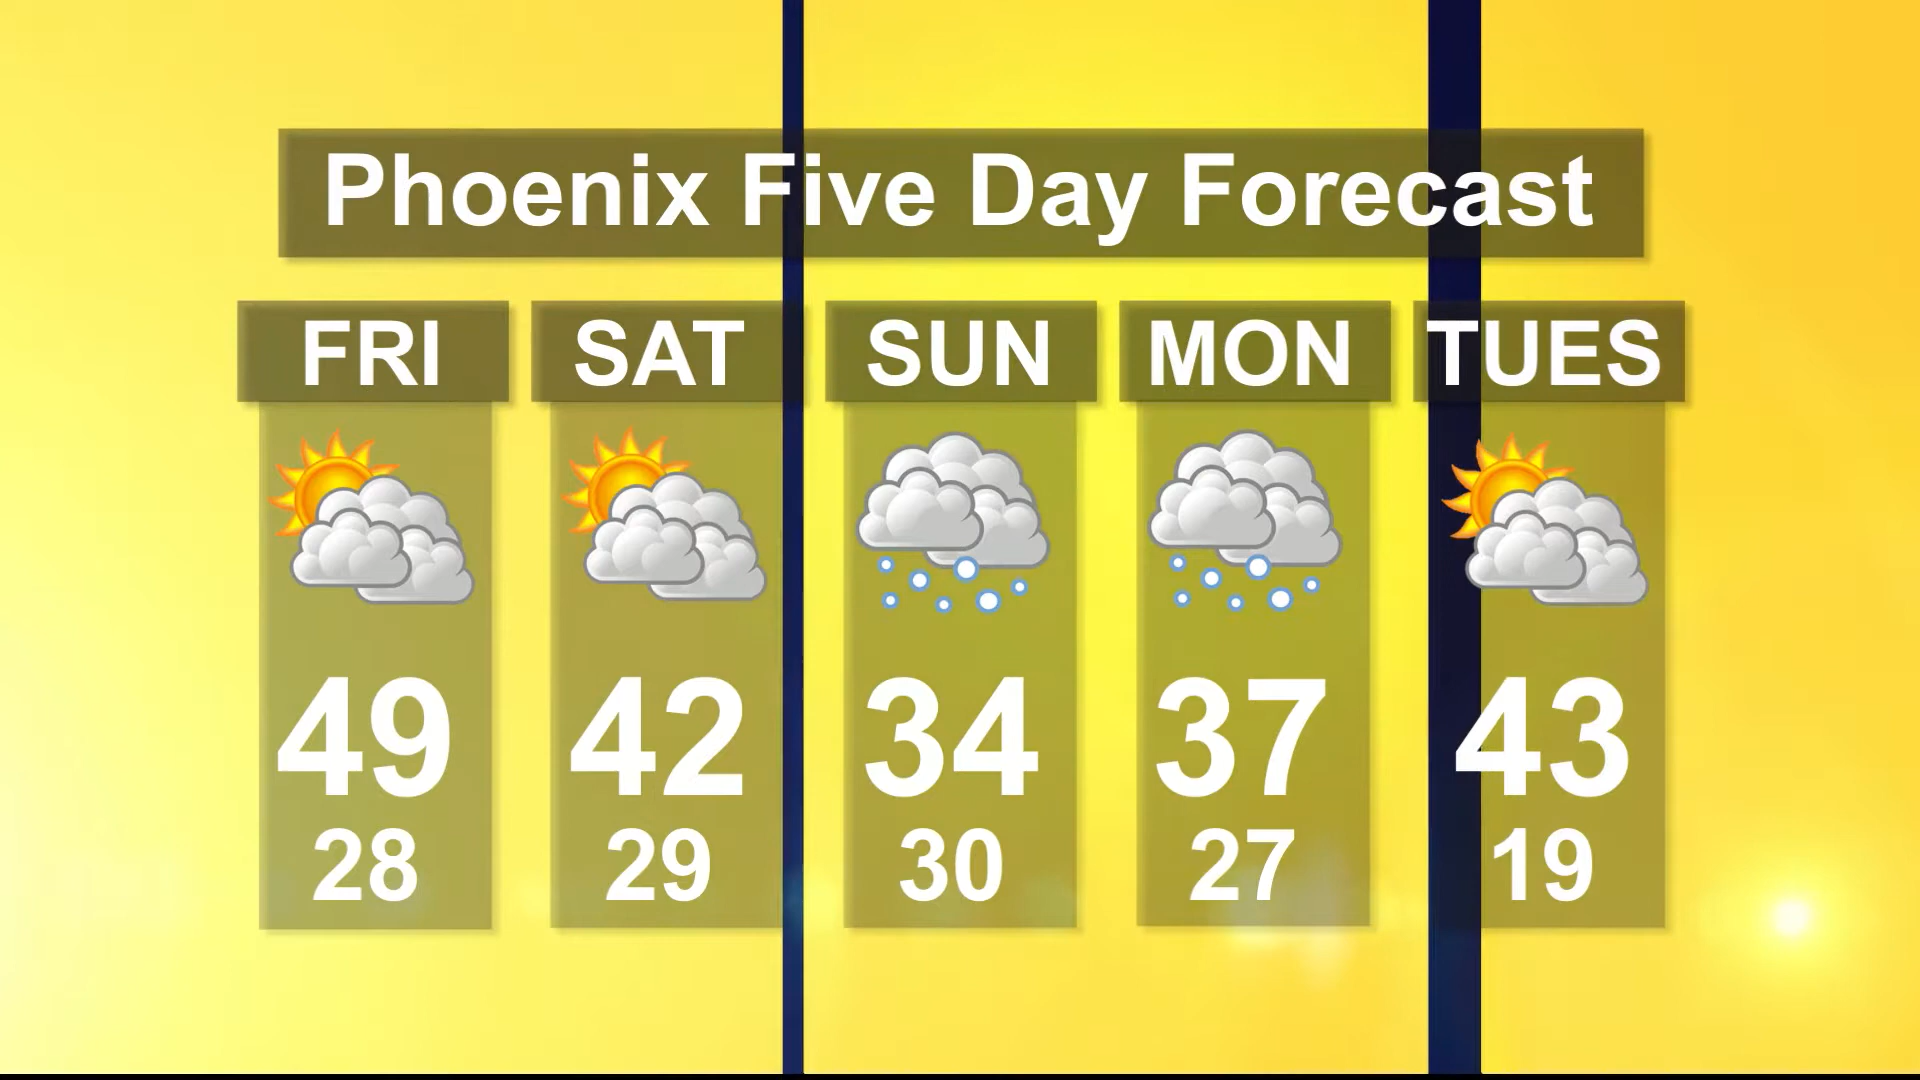 Phoenix Five Day Forecast
FRI SAT SUN MON TUES
49 42 34 37 43
28 29 30 27 19